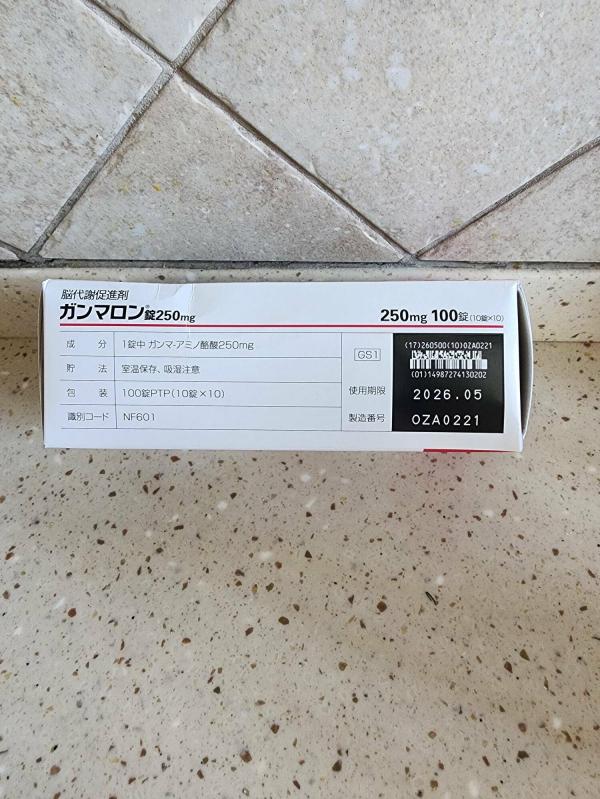 脳代謝促進剤
ガンマロン®錠250mg
250mg 100錠(10錠×10)
成分 1錠中 ガンマ-アミノ酪酸250mg
貯法 室温保存、吸湿注意
包装 100錠PTP(10錠×10)
識別コード NF601
GS1
(17)260500(10)0ZA0221
(01)14987274130202
使用期限 2026.05
製造番号 0ZA0221